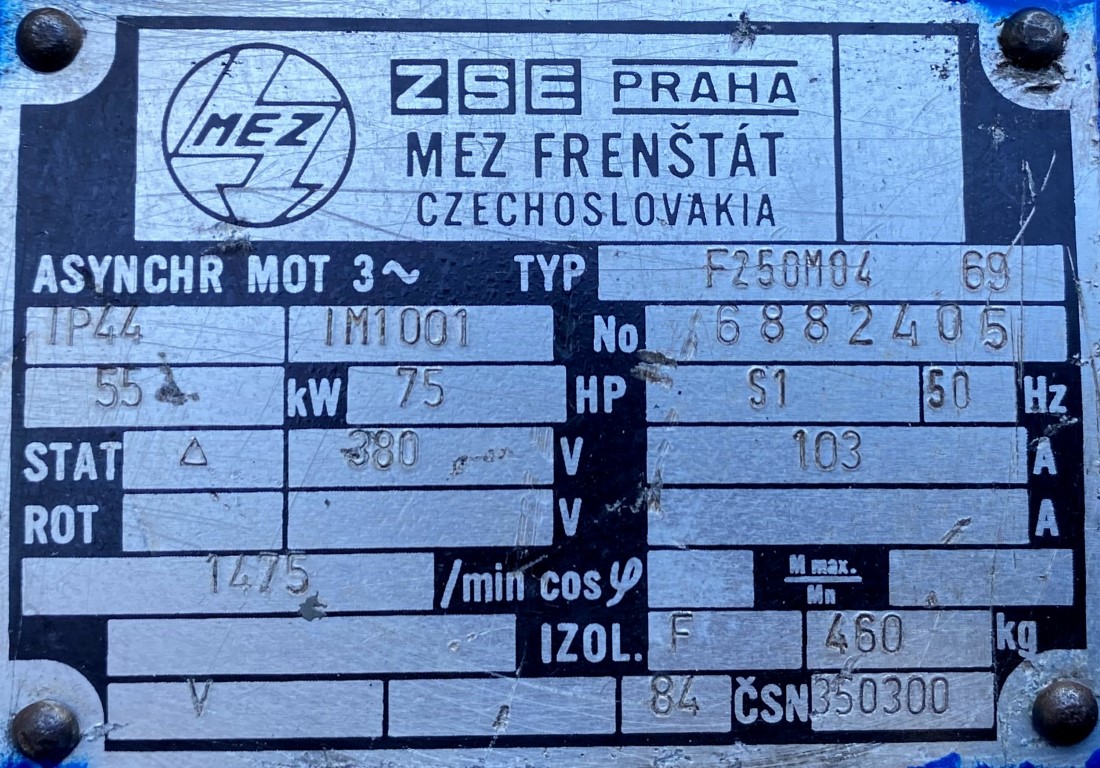 MEZ
ZSE PRAHA
MEZ FRENŠTÁT
CZECHOSLOVAKIA
ASYNCHR MOT 3~ TYP F250M04 69
IP44 IM1001 No 6882405
55 kW 75 HP S1 50 Hz
STAT △ 380 V 103 A
ROT V A
1475 /min cos φ M max. / Mn
IZOL. F 460 kg
V 84 ČSN 350300